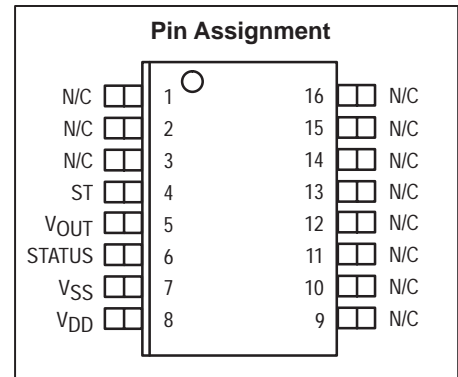 Pin Assignment
N/C 1 16 N/C
N/C 2 15 N/C
N/C 3 14 N/C
ST 4 13 N/C
VOUT 5 12 N/C
STATUS 6 11 N/C
VSS 7 10 N/C
VDD 8 9 N/C